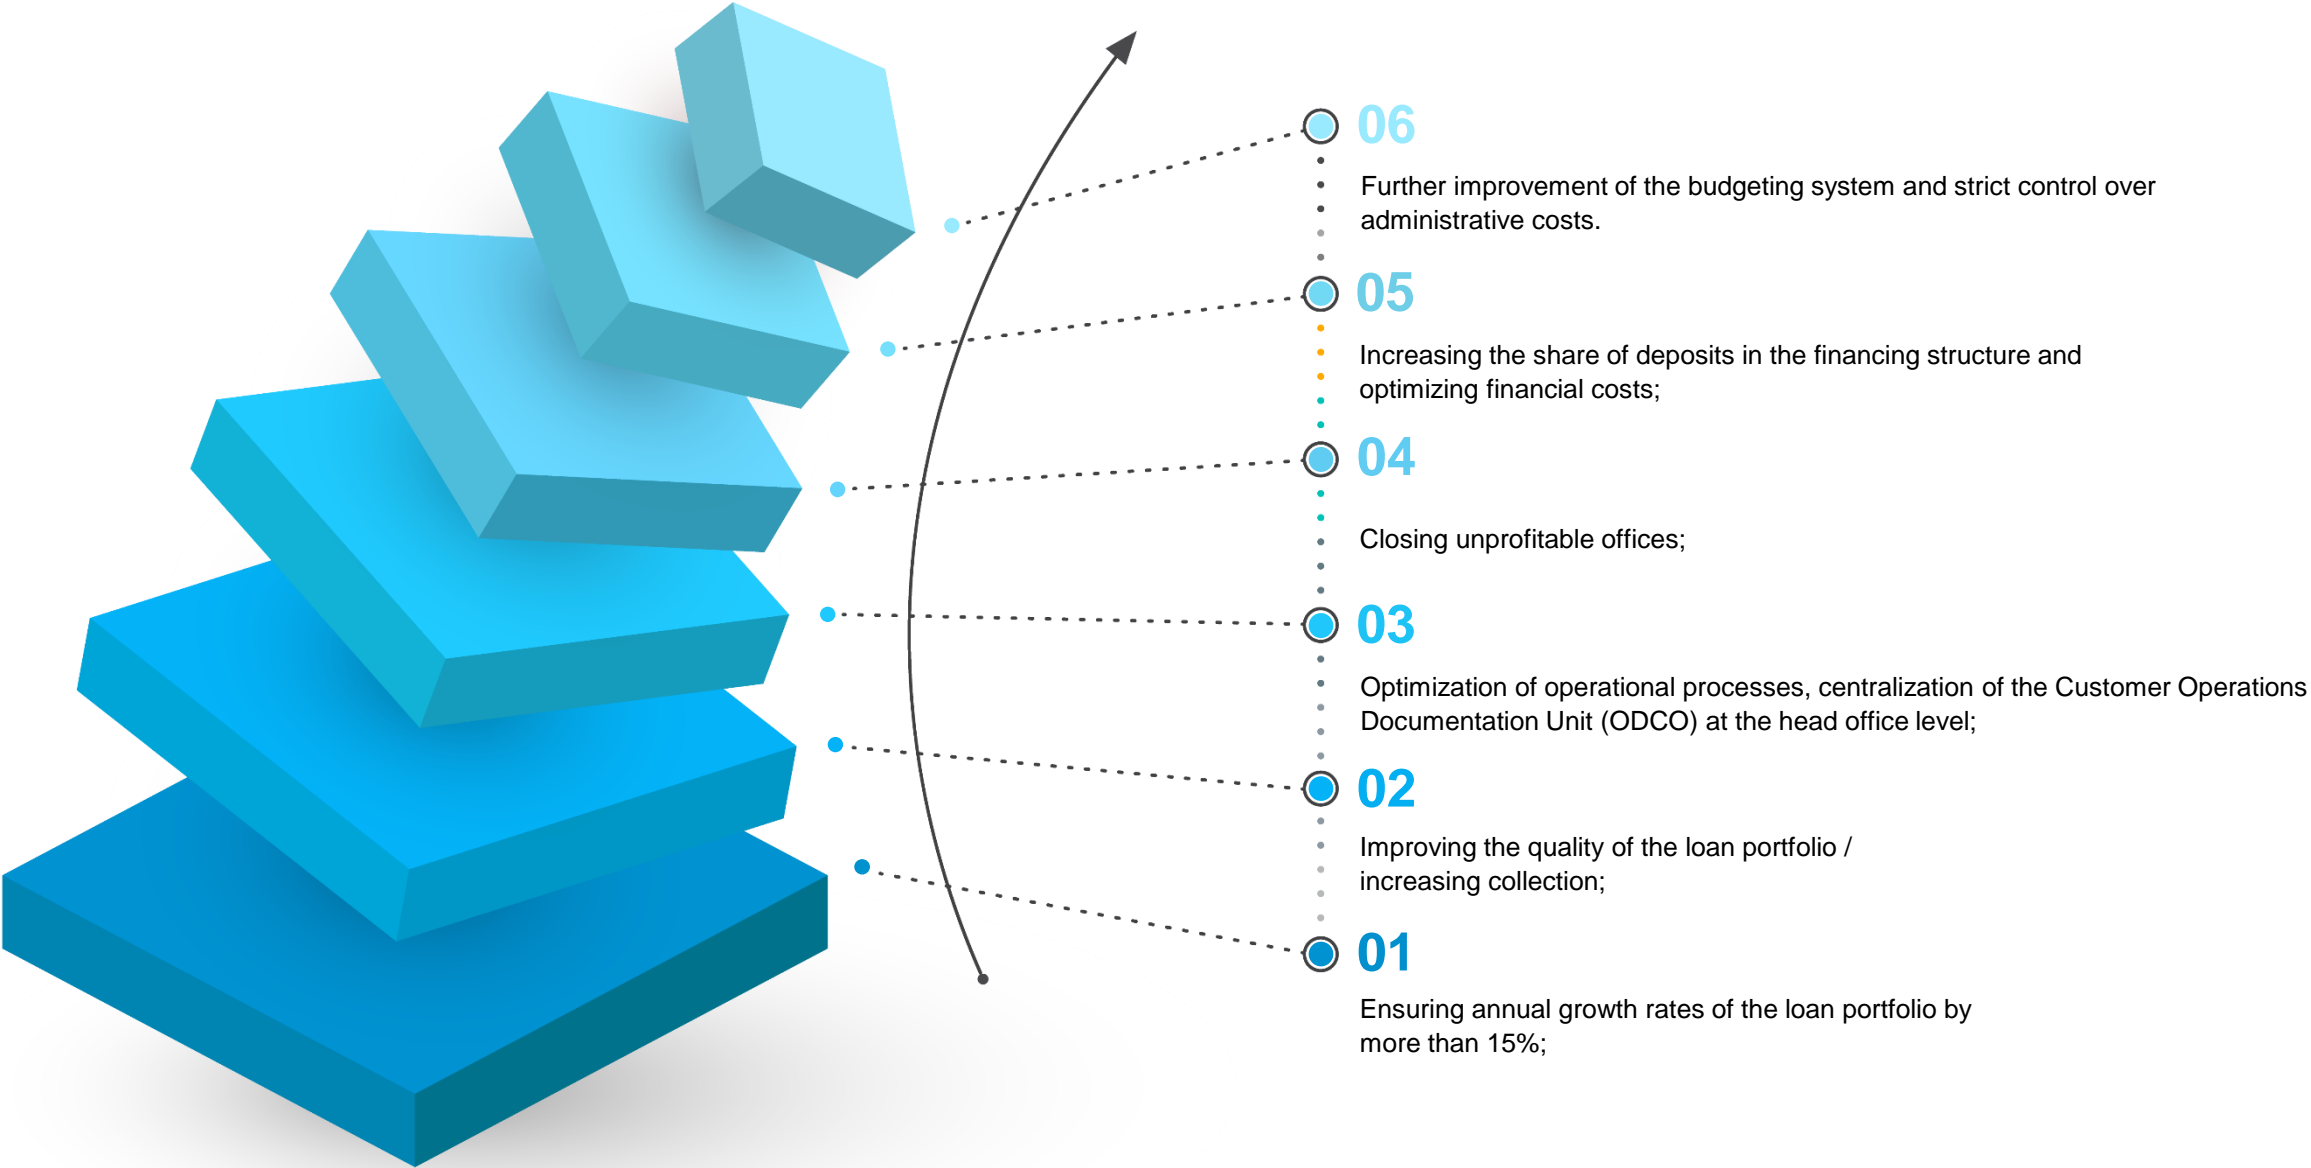 06
Further improvement of the budgeting system and strict control over
administrative costs.
05
Increasing the share of deposits in the financing structure and
optimizing financial costs;
04
Closing unprofitable offices;
03
Optimization of operational processes, centralization of the Customer Operations
Documentation Unit (ODCO) at the head office level;
02
Improving the quality of the loan portfolio /
increasing collection;
01
Ensuring annual growth rates of the loan portfolio by
more than 15%;